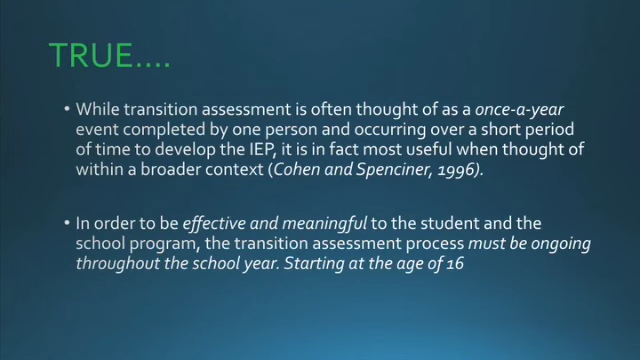 TRUE....
• While transition assessment is often thought of as a once-a-year
event completed by one person and occurring over a short period
of time to develop the IEP, it is in fact most useful when thought of
within a broader context (Cohen and Spenciner, 1996).
• In order to be effective and meaningful to the student and the
school program, the transition assessment process must be ongoing
throughout the school year. Starting at the age of 16